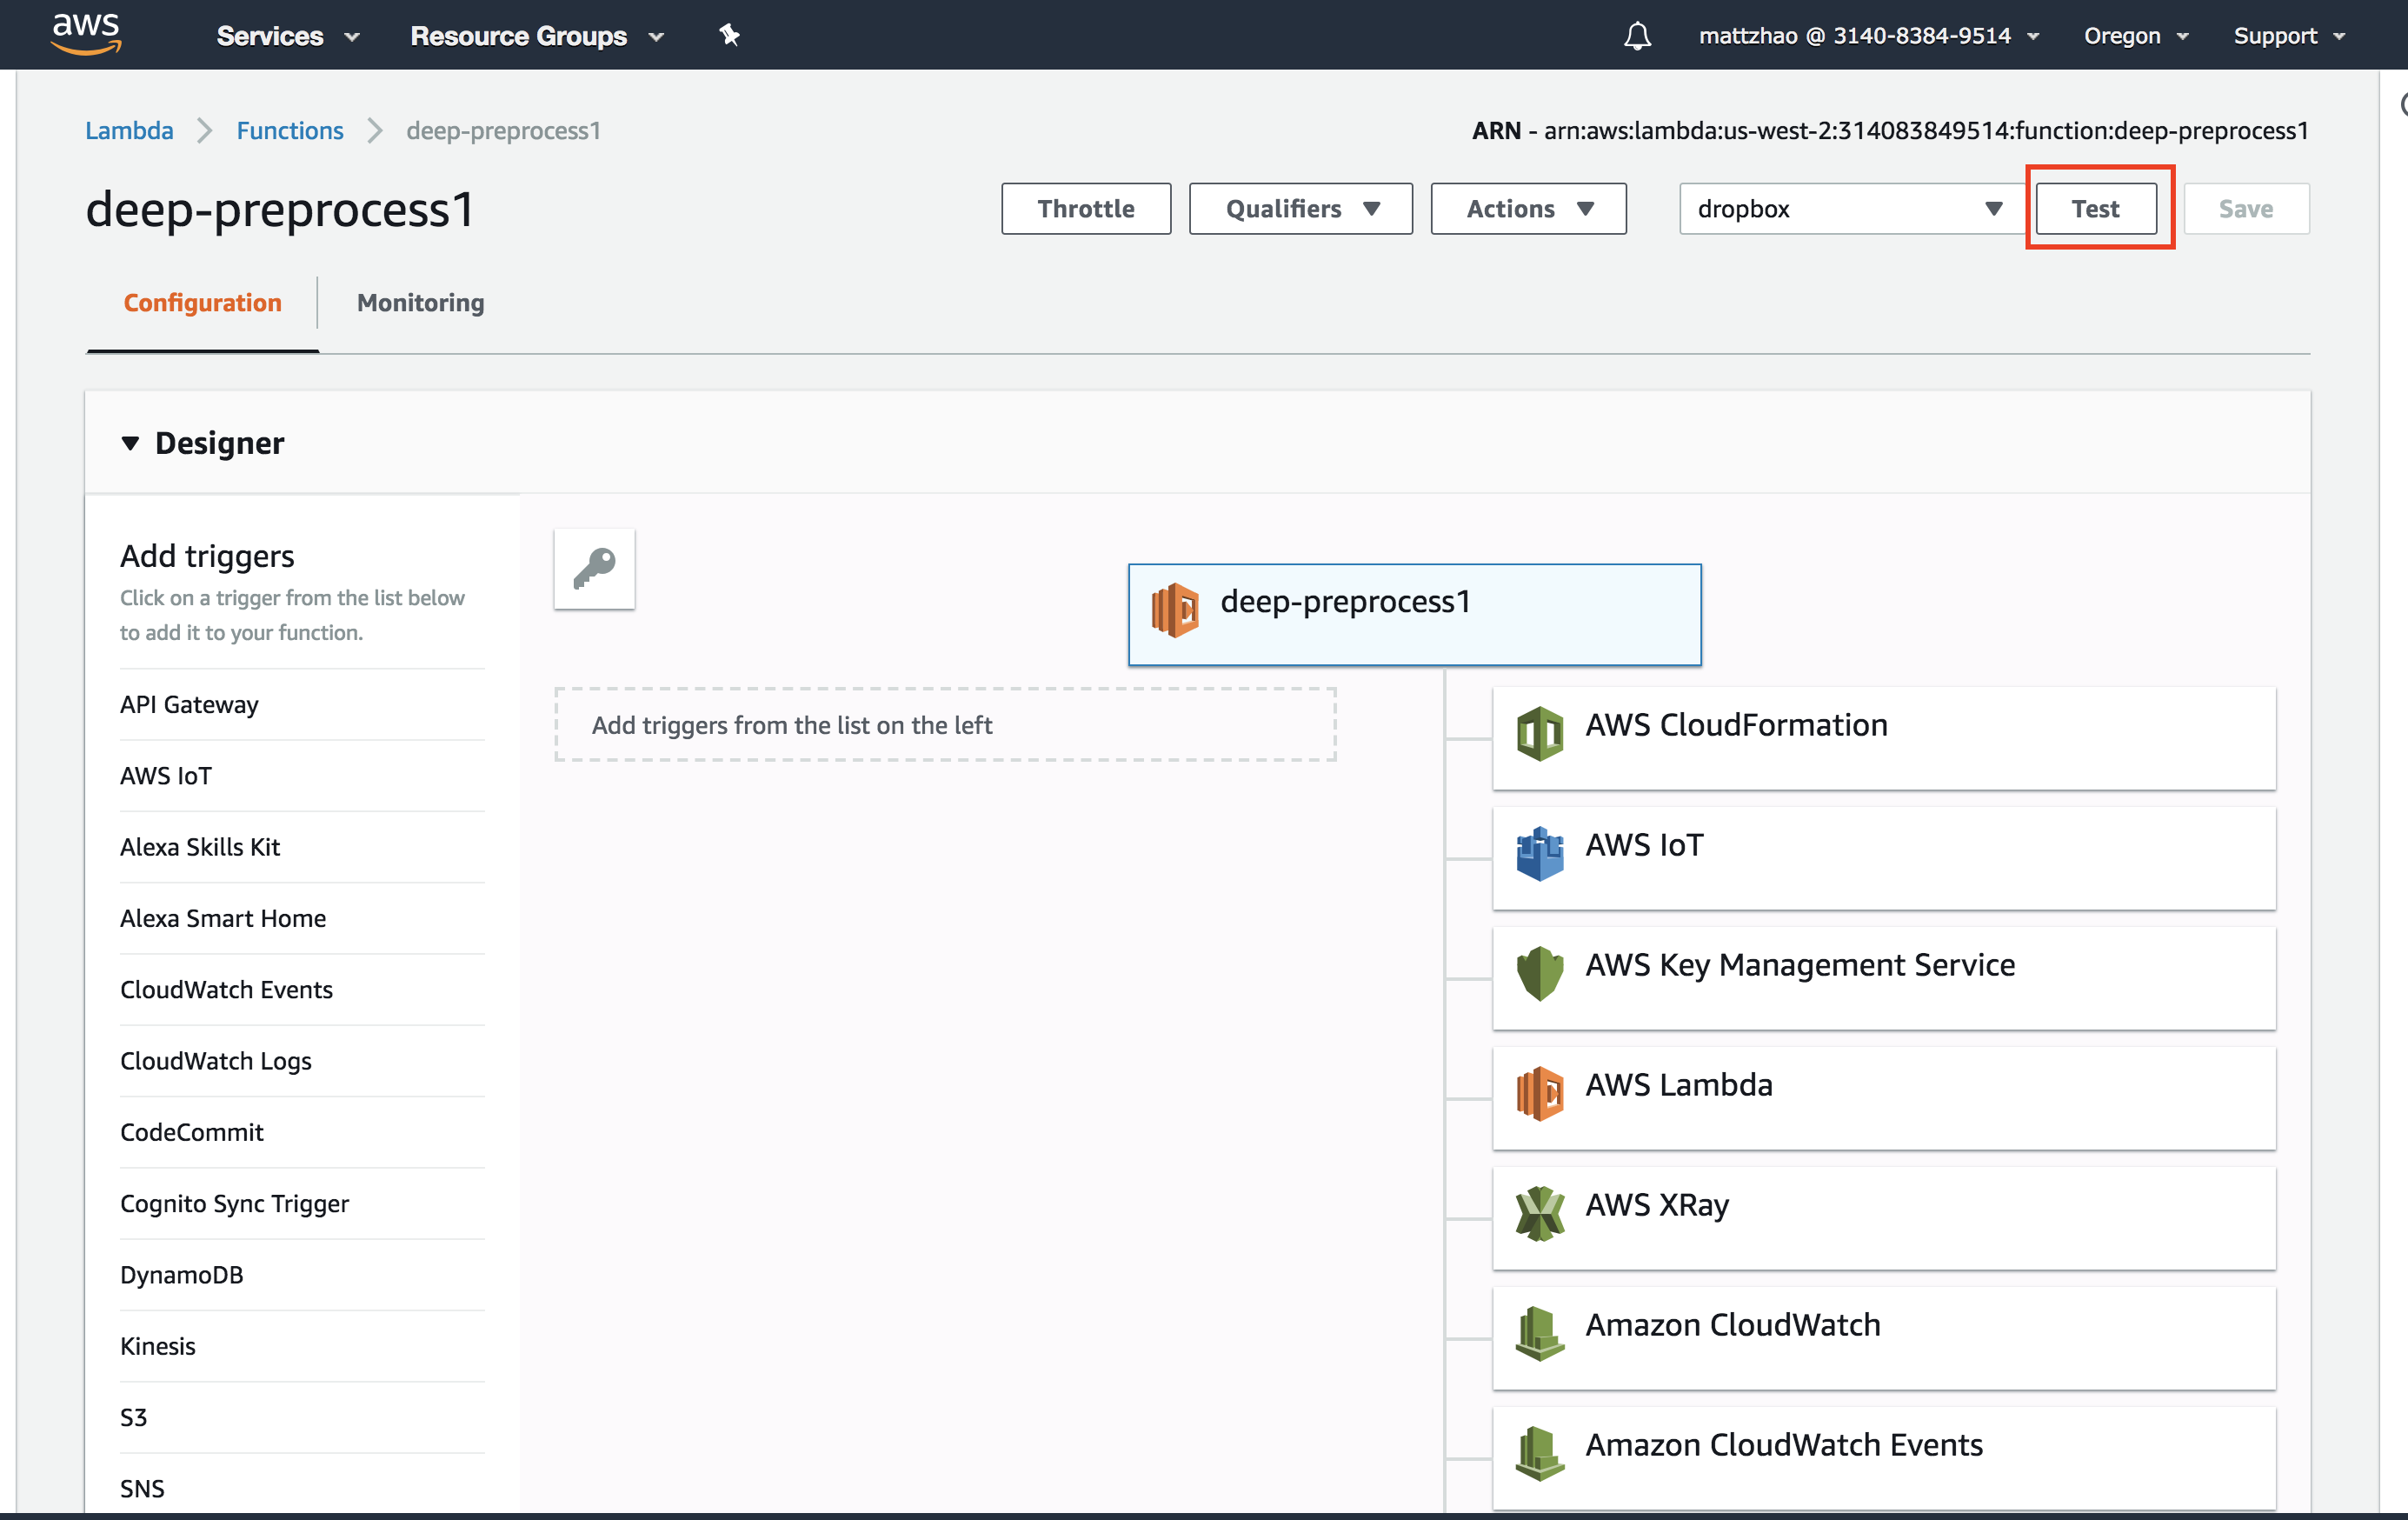 aws Services Resource Groups mattzhao @ 3140-8384-9514 Oregon Support
Lambda Functions deep-preprocess1 ARN - arn:aws:lambda:us-west-2:314083849514:function:deep-preprocess1
deep-preprocess1 Throttle Qualifiers Actions dropbox Test Save
Configuration Monitoring
Designer
Add triggers
Click on a trigger from the list below
to add it to your function.
API Gateway
AWS IoT
Alexa Skills Kit
Alexa Smart Home
CloudWatch Events
CloudWatch Logs
CodeCommit
Cognito Sync Trigger
DynamoDB
Kinesis
S3
SNS
deep-preprocess1
Add triggers from the list on the left
AWS CloudFormation
AWS IoT
AWS Key Management Service
AWS Lambda
AWS XRay
Amazon CloudWatch
Amazon CloudWatch Events